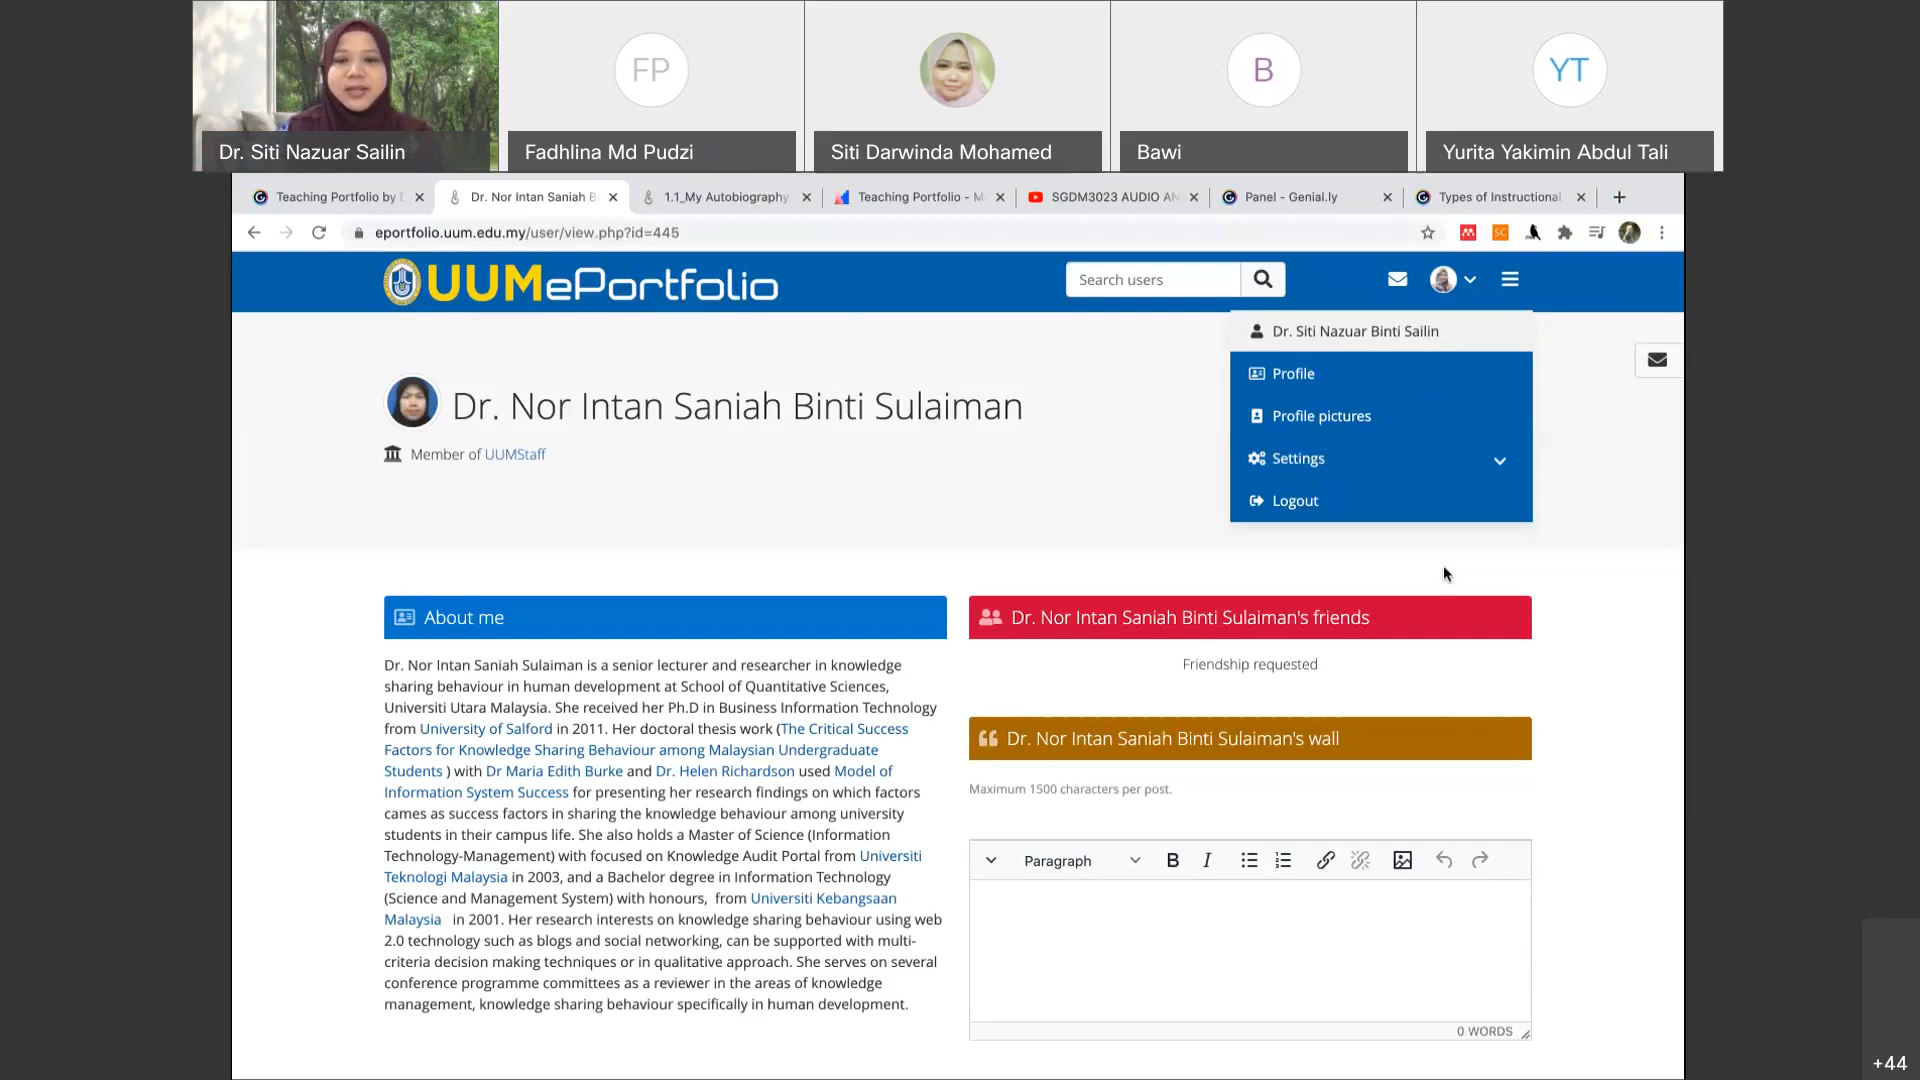 FP
B
YT
Dr. Siti Nazuar Sailin
Fadhlina Md Pudzi
Siti Darwinda Mohamed
Bawi
Yurita Yakimin Abdul Tali
Teaching Portfolio by
Dr. Nor Intan Saniah B
1.1_My Autobiography
Teaching Portfolio - M
SGDM3023 AUDIO AN
Panel - Genial.ly
Types of Instructional
eportfolio.uum.edu.my/user/view.php?id=445
SC
UUMePortfolio
Search users
Dr. Siti Nazuar Binti Sailin
Profile
Profile pictures
Settings
Logout
Dr. Nor Intan Saniah Binti Sulaiman
Member of UUMStaff
About me
Dr. Nor Intan Saniah Sulaiman is a senior lecturer and researcher in knowledge
sharing behaviour in human development at School of Quantitative Sciences,
Universiti Utara Malaysia. She received her Ph.D in Business Information Technology
from University of Salford in 2011. Her doctoral thesis work (The Critical Success
Factors for Knowledge Sharing Behaviour among Malaysian Undergraduate
Students ) with Dr Maria Edith Burke and Dr. Helen Richardson used Model of
Information System Success for presenting her research findings on which factors
cames as success factors in sharing the knowledge behaviour among university
students in their campus life. She also holds a Master of Science (Information
Technology-Management) with focused on Knowledge Audit Portal from Universiti
Teknologi Malaysia in 2003, and a Bachelor degree in Information Technology
(Science and Management System) with honours, from Universiti Kebangsaan
Malaysia in 2001. Her research interests on knowledge sharing behaviour using web
2.0 technology such as blogs and social networking, can be supported with multi-
criteria decision making techniques or in qualitative approach. She serves on several
conference programme committees as a reviewer in the areas of knowledge
management, knowledge sharing behaviour specifically in human development.
Dr. Nor Intan Saniah Binti Sulaiman's friends
Friendship requested
Dr. Nor Intan Saniah Binti Sulaiman's wall
Maximum 1500 characters per post.
Paragraph
B I
0 WORDS
+44